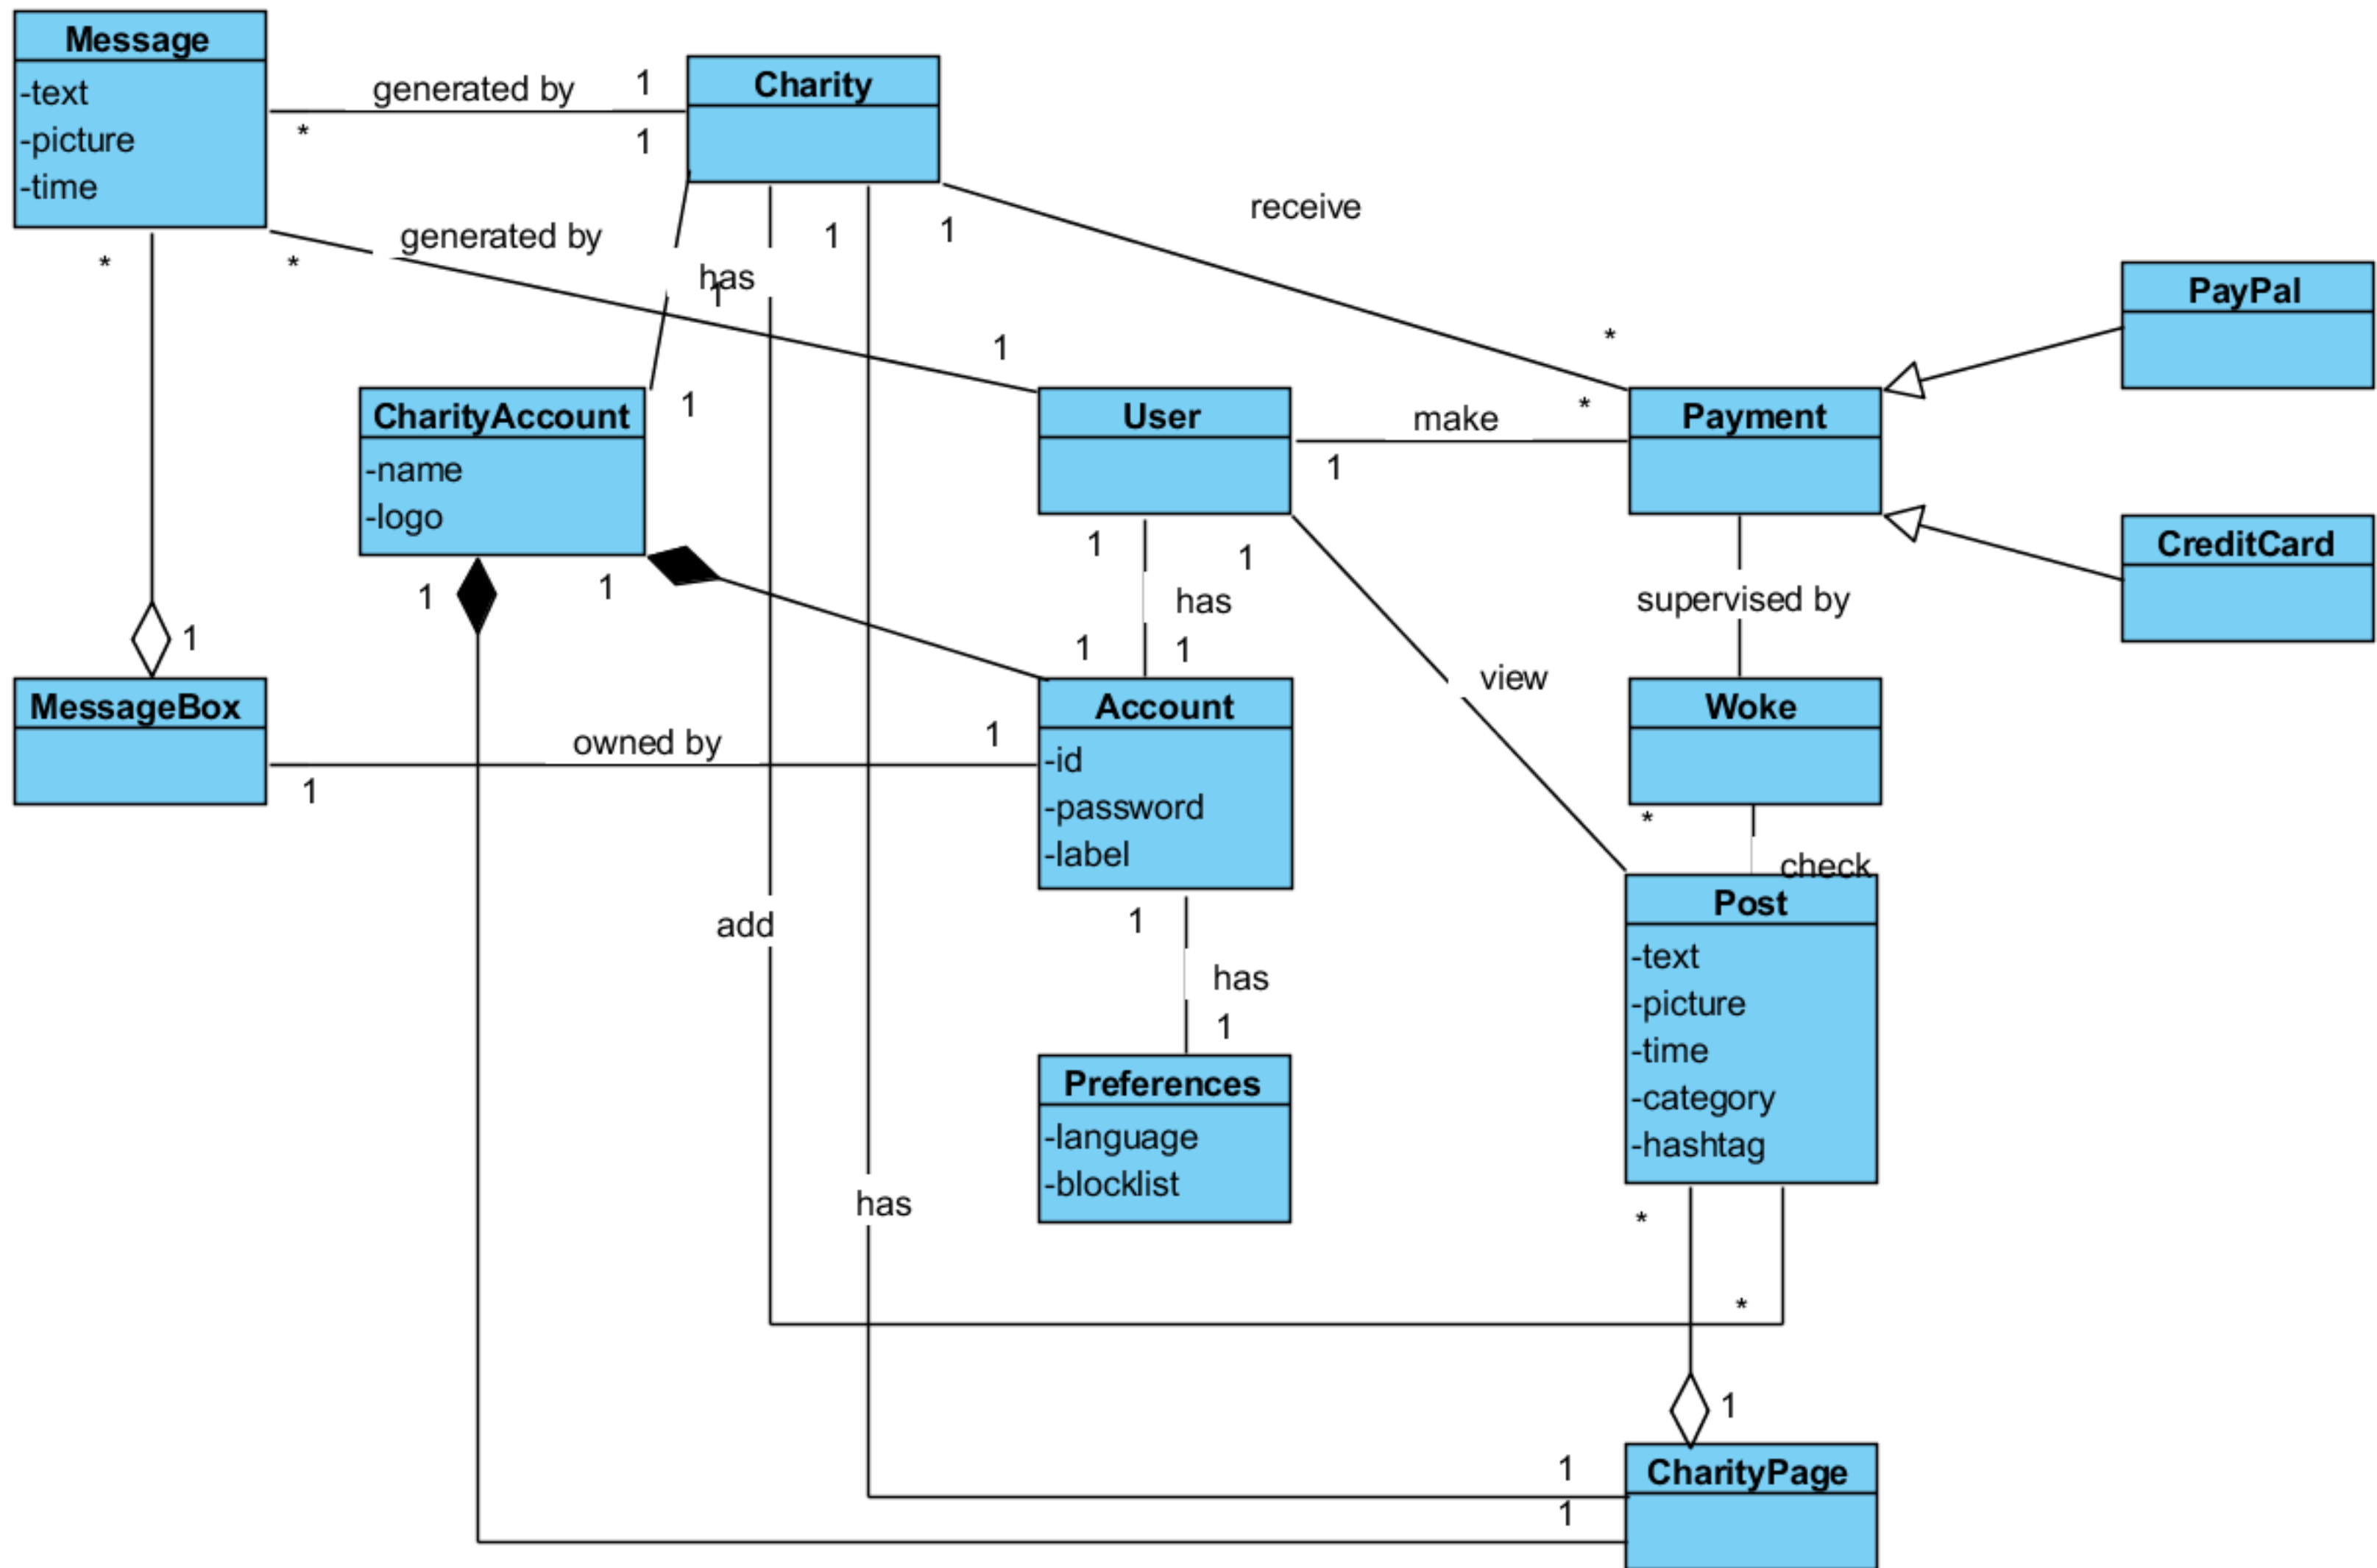 Message
-text
-picture
-time
generated by
1
*
1
Charity
generated by
*
*
1
has
1
1
1
receive
*
PayPal
CharityAccount
-name
-logo
1
User
make
*
1
Payment
CreditCard
1
1
1
1
has
1
1
view
supervised by
1
MessageBox
owned by
1
1
Account
-id
-password
-label
Woke
*
check
add
1
has
1
Preferences
-language
-blocklist
Post
-text
-picture
-time
-category
-hashtag
has
*
*
1
1
1
CharityPage